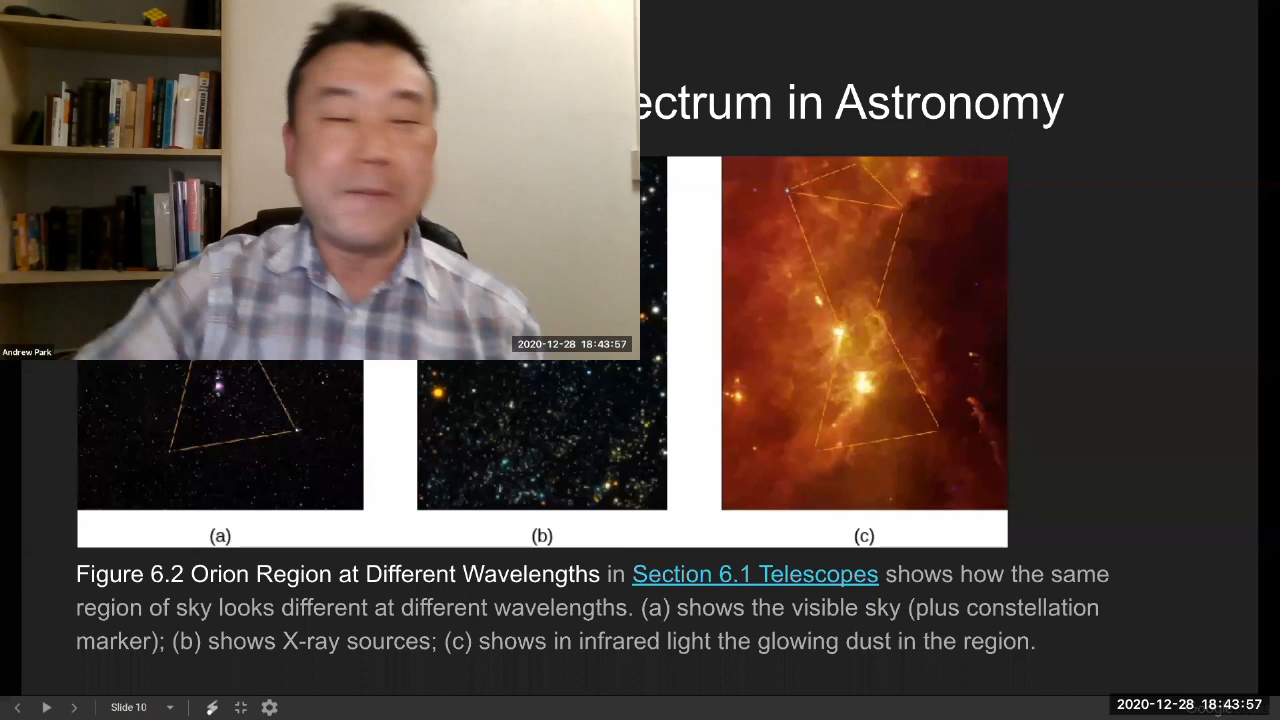 ectrum in Astronomy
Andrew Park
2020-12-28 18:43:57
(a)
(b)
(c)
Figure 6.2 Orion Region at Different Wavelengths in Section 6.1 Telescopes shows how the same
region of sky looks different at different wavelengths. (a) shows the visible sky (plus constellation
marker); (b) shows X-ray sources; (c) shows in infrared light the glowing dust in the region.
Slide 10
2020-12-28 18:43:57